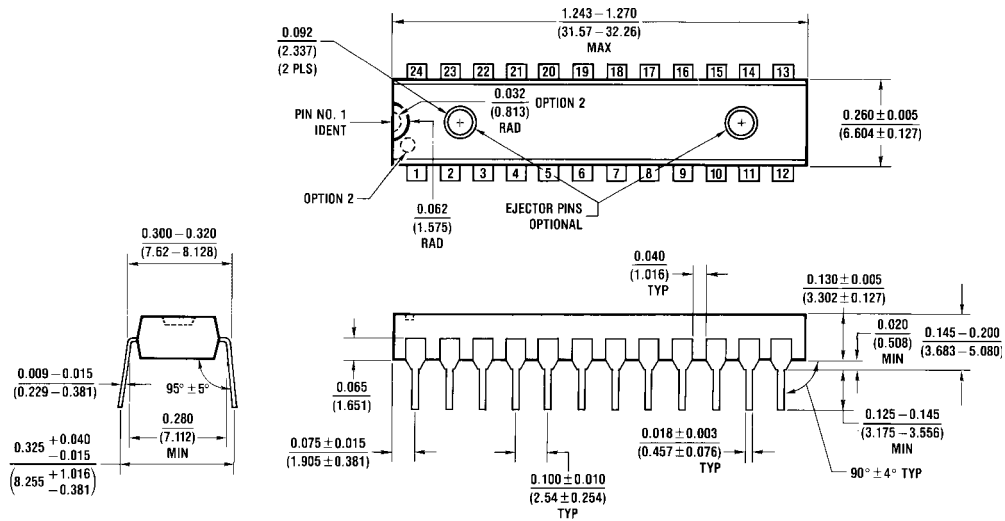 1.243 – 1.270
(31.57 – 32.26)
MAX
0.092
(2.337)
(2 PLS)
24 23 22 21 20 19 18 17 16 15 14 13
0.032
(0.813)
RAD
OPTION 2
PIN NO. 1
IDENT
0.260 ± 0.005
(6.604 ± 0.127)
1 2 3 4 5 6 7 8 9 10 11 12
OPTION 2
0.062
(1.575)
RAD
EJECTOR PINS
OPTIONAL
0.300 – 0.320
(7.62 – 8.128)
0.040
(1.016)
TYP
0.130 ± 0.005
(3.302 ± 0.127)
0.020
(0.508)
MIN
0.145 – 0.200
(3.683 – 5.080)
0.009 – 0.015
(0.229 – 0.381)
95° ± 5°
0.065
(1.651)
0.280
(7.112)
MIN
0.125 – 0.145
(3.175 – 3.556)
MIN
0.325 +0.040
–0.015
(8.255 +1.016
–0.381)
0.075 ± 0.015
(1.905 ± 0.381)
0.018 ± 0.003
(0.457 ± 0.076)
TYP
90° ± 4° TYP
0.100 ± 0.010
(2.54 ± 0.254)
TYP